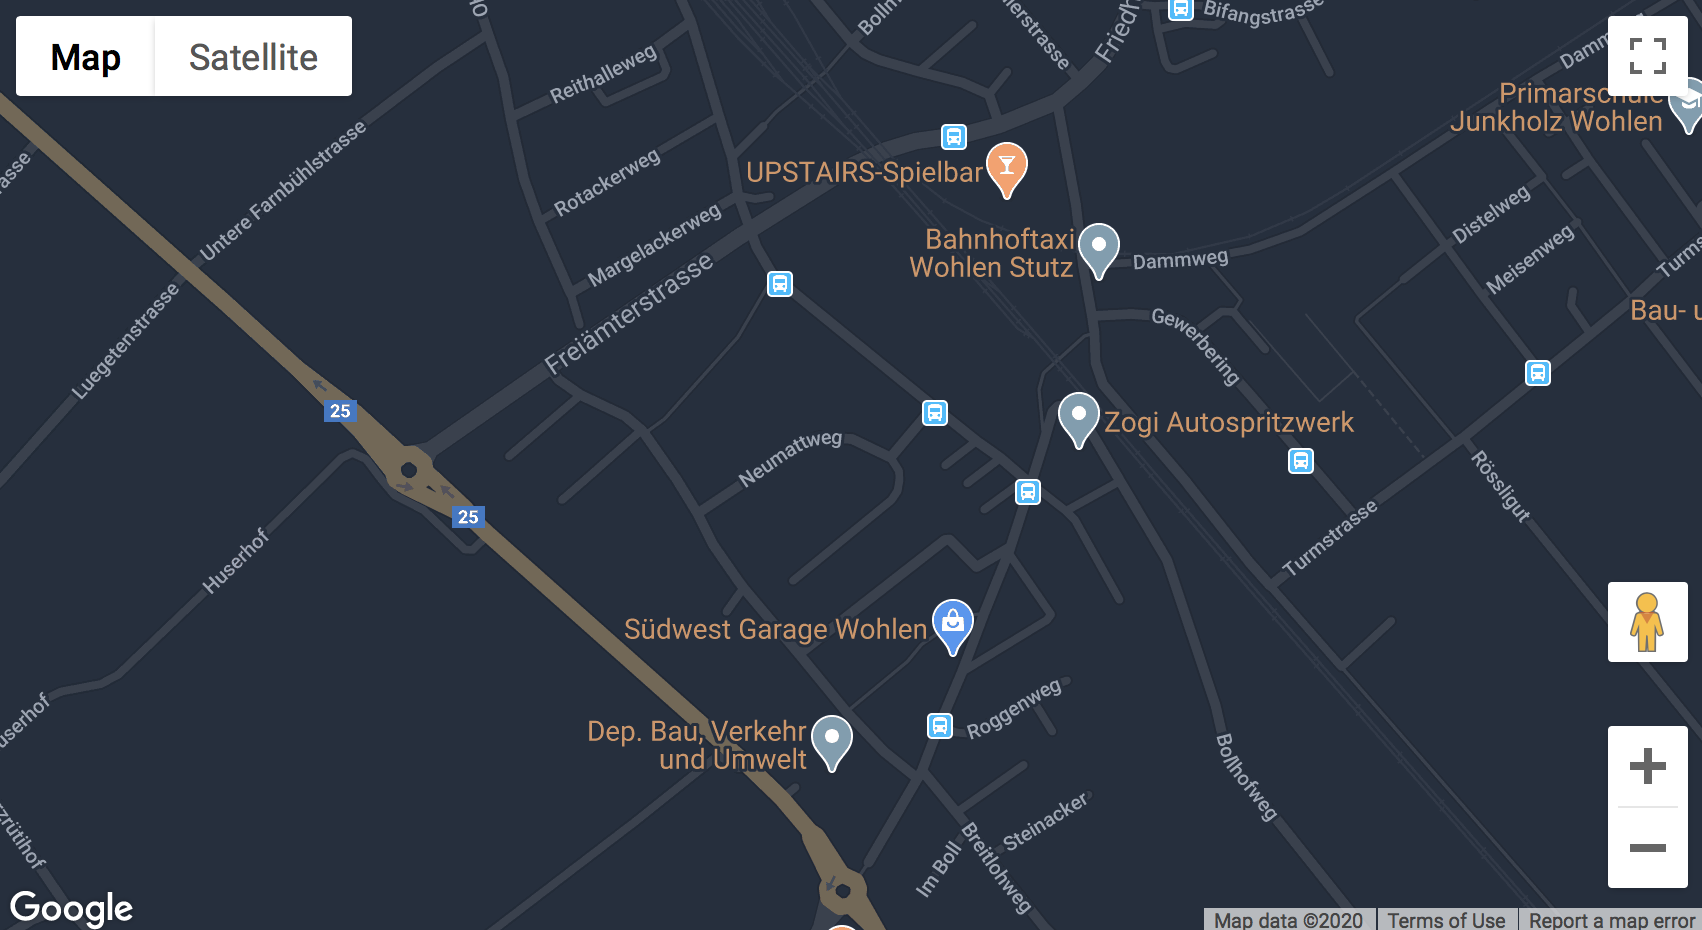 Map
Satellite
Bifangstrasse
Reithalleweg
Primarschule
Junkholz Wohlen
Untere Farnbühlstrasse
Rotackerweg
UPSTAIRS-Spielbar
Margelackerweg
Distelweg
Meisenweg
Bahnhoftaxi
Wohlen Stutz
Dammweg
Luegetenstrasse
Freiämterstrasse
Gewerbering
Bau- u
25
Zogi Autospritzwerk
Neumattweg
25
Rössligut
Turmstrasse
Huserhof
Südwest Garage Wohlen
Roggenweg
Dep. Bau, Verkehr
und Umwelt
Bollhofweg
Steinacker
Im Boll
Breitlohweg
Google
Map data ©2020
Terms of Use
Report a map error